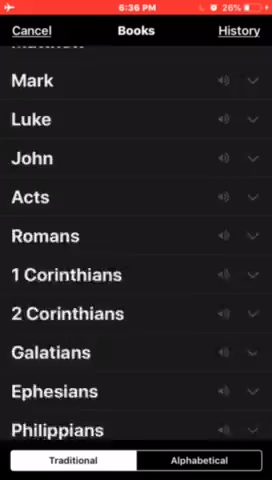 6:36 PM 26%
Cancel Books History
Matthew
Mark
Luke
John
Acts
Romans
1 Corinthians
2 Corinthians
Galatians
Ephesians
Philippians
Traditional Alphabetical